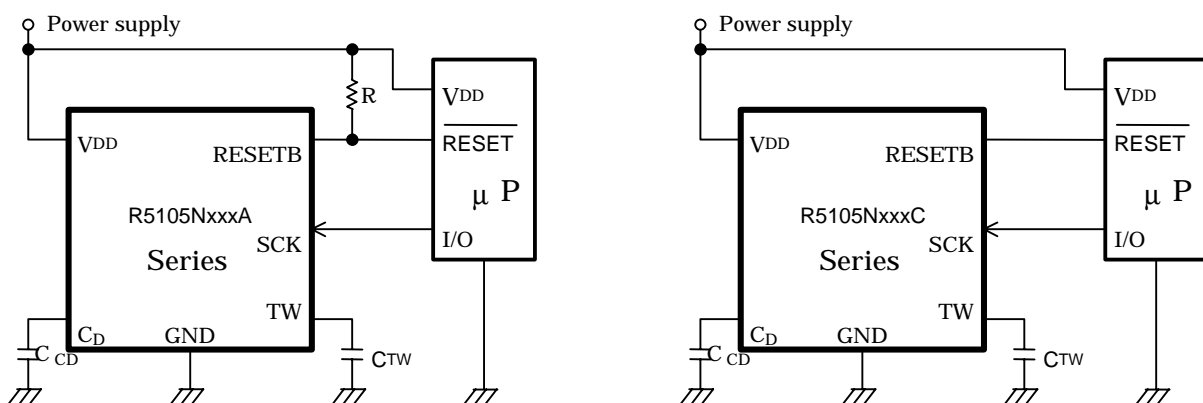 Power supply
R
VDD
RESETB
R5105NxxxA
Series
SCK
TW
CD
GND
C CD
CTW
VDD
RESET
μ P
I/O
Power supply
VDD
RESETB
R5105NxxxC
Series
SCK
TW
CD
GND
C CD
CTW
VDD
RESET
μ P
I/O